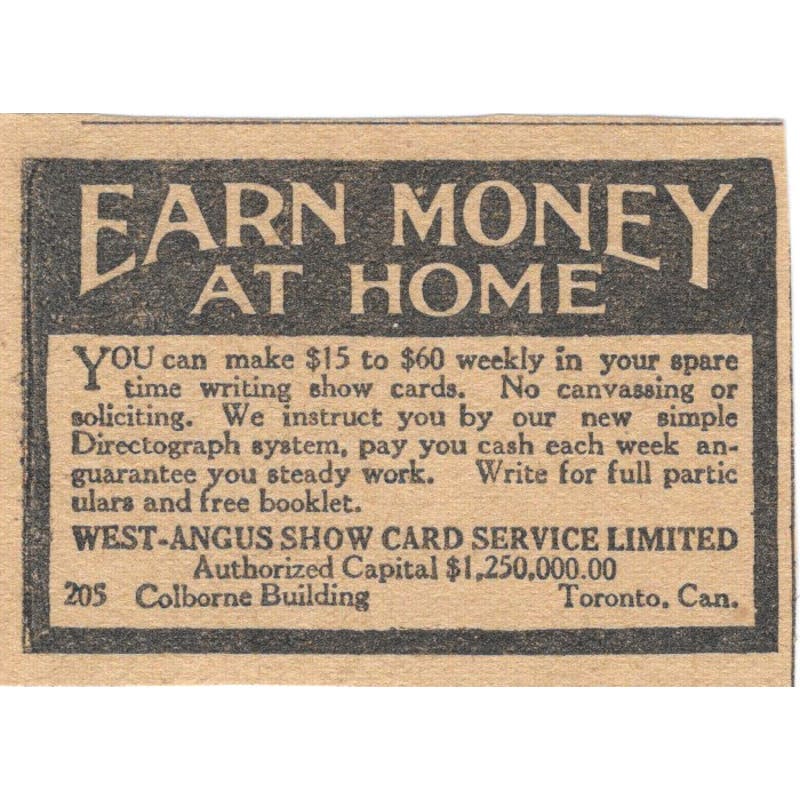 EARN MONEY
AT HOME
YOU can make $15 to $60 weekly in your spare
time writing show cards. No canvassing or
soliciting. We instruct you by our new simple
Directograph system, pay you cash each week an-
guarantee you steady work. Write for full partic
ulars and free booklet.
WEST-ANGUS SHOW CARD SERVICE LIMITED
Authorized Capital $1,250,000.00
205 Colborne Building Toronto. Can.